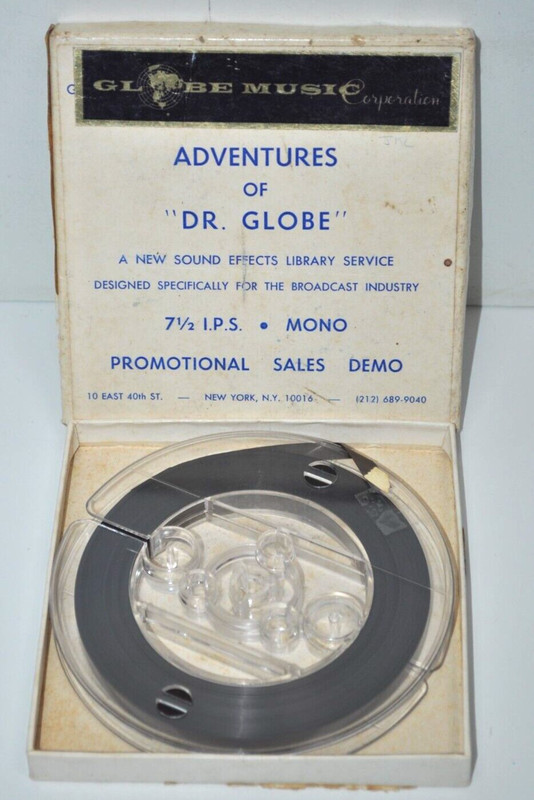 GLOBE MUSIC Corporation
ADVENTURES
OF
"DR. GLOBE"
A NEW SOUND EFFECTS LIBRARY SERVICE
DESIGNED SPECIFICALLY FOR THE BROADCAST INDUSTRY
7½ I.P.S. • MONO
PROMOTIONAL SALES DEMO
10 EAST 40th ST. — NEW YORK, N.Y. 10016 — (212) 689-9040